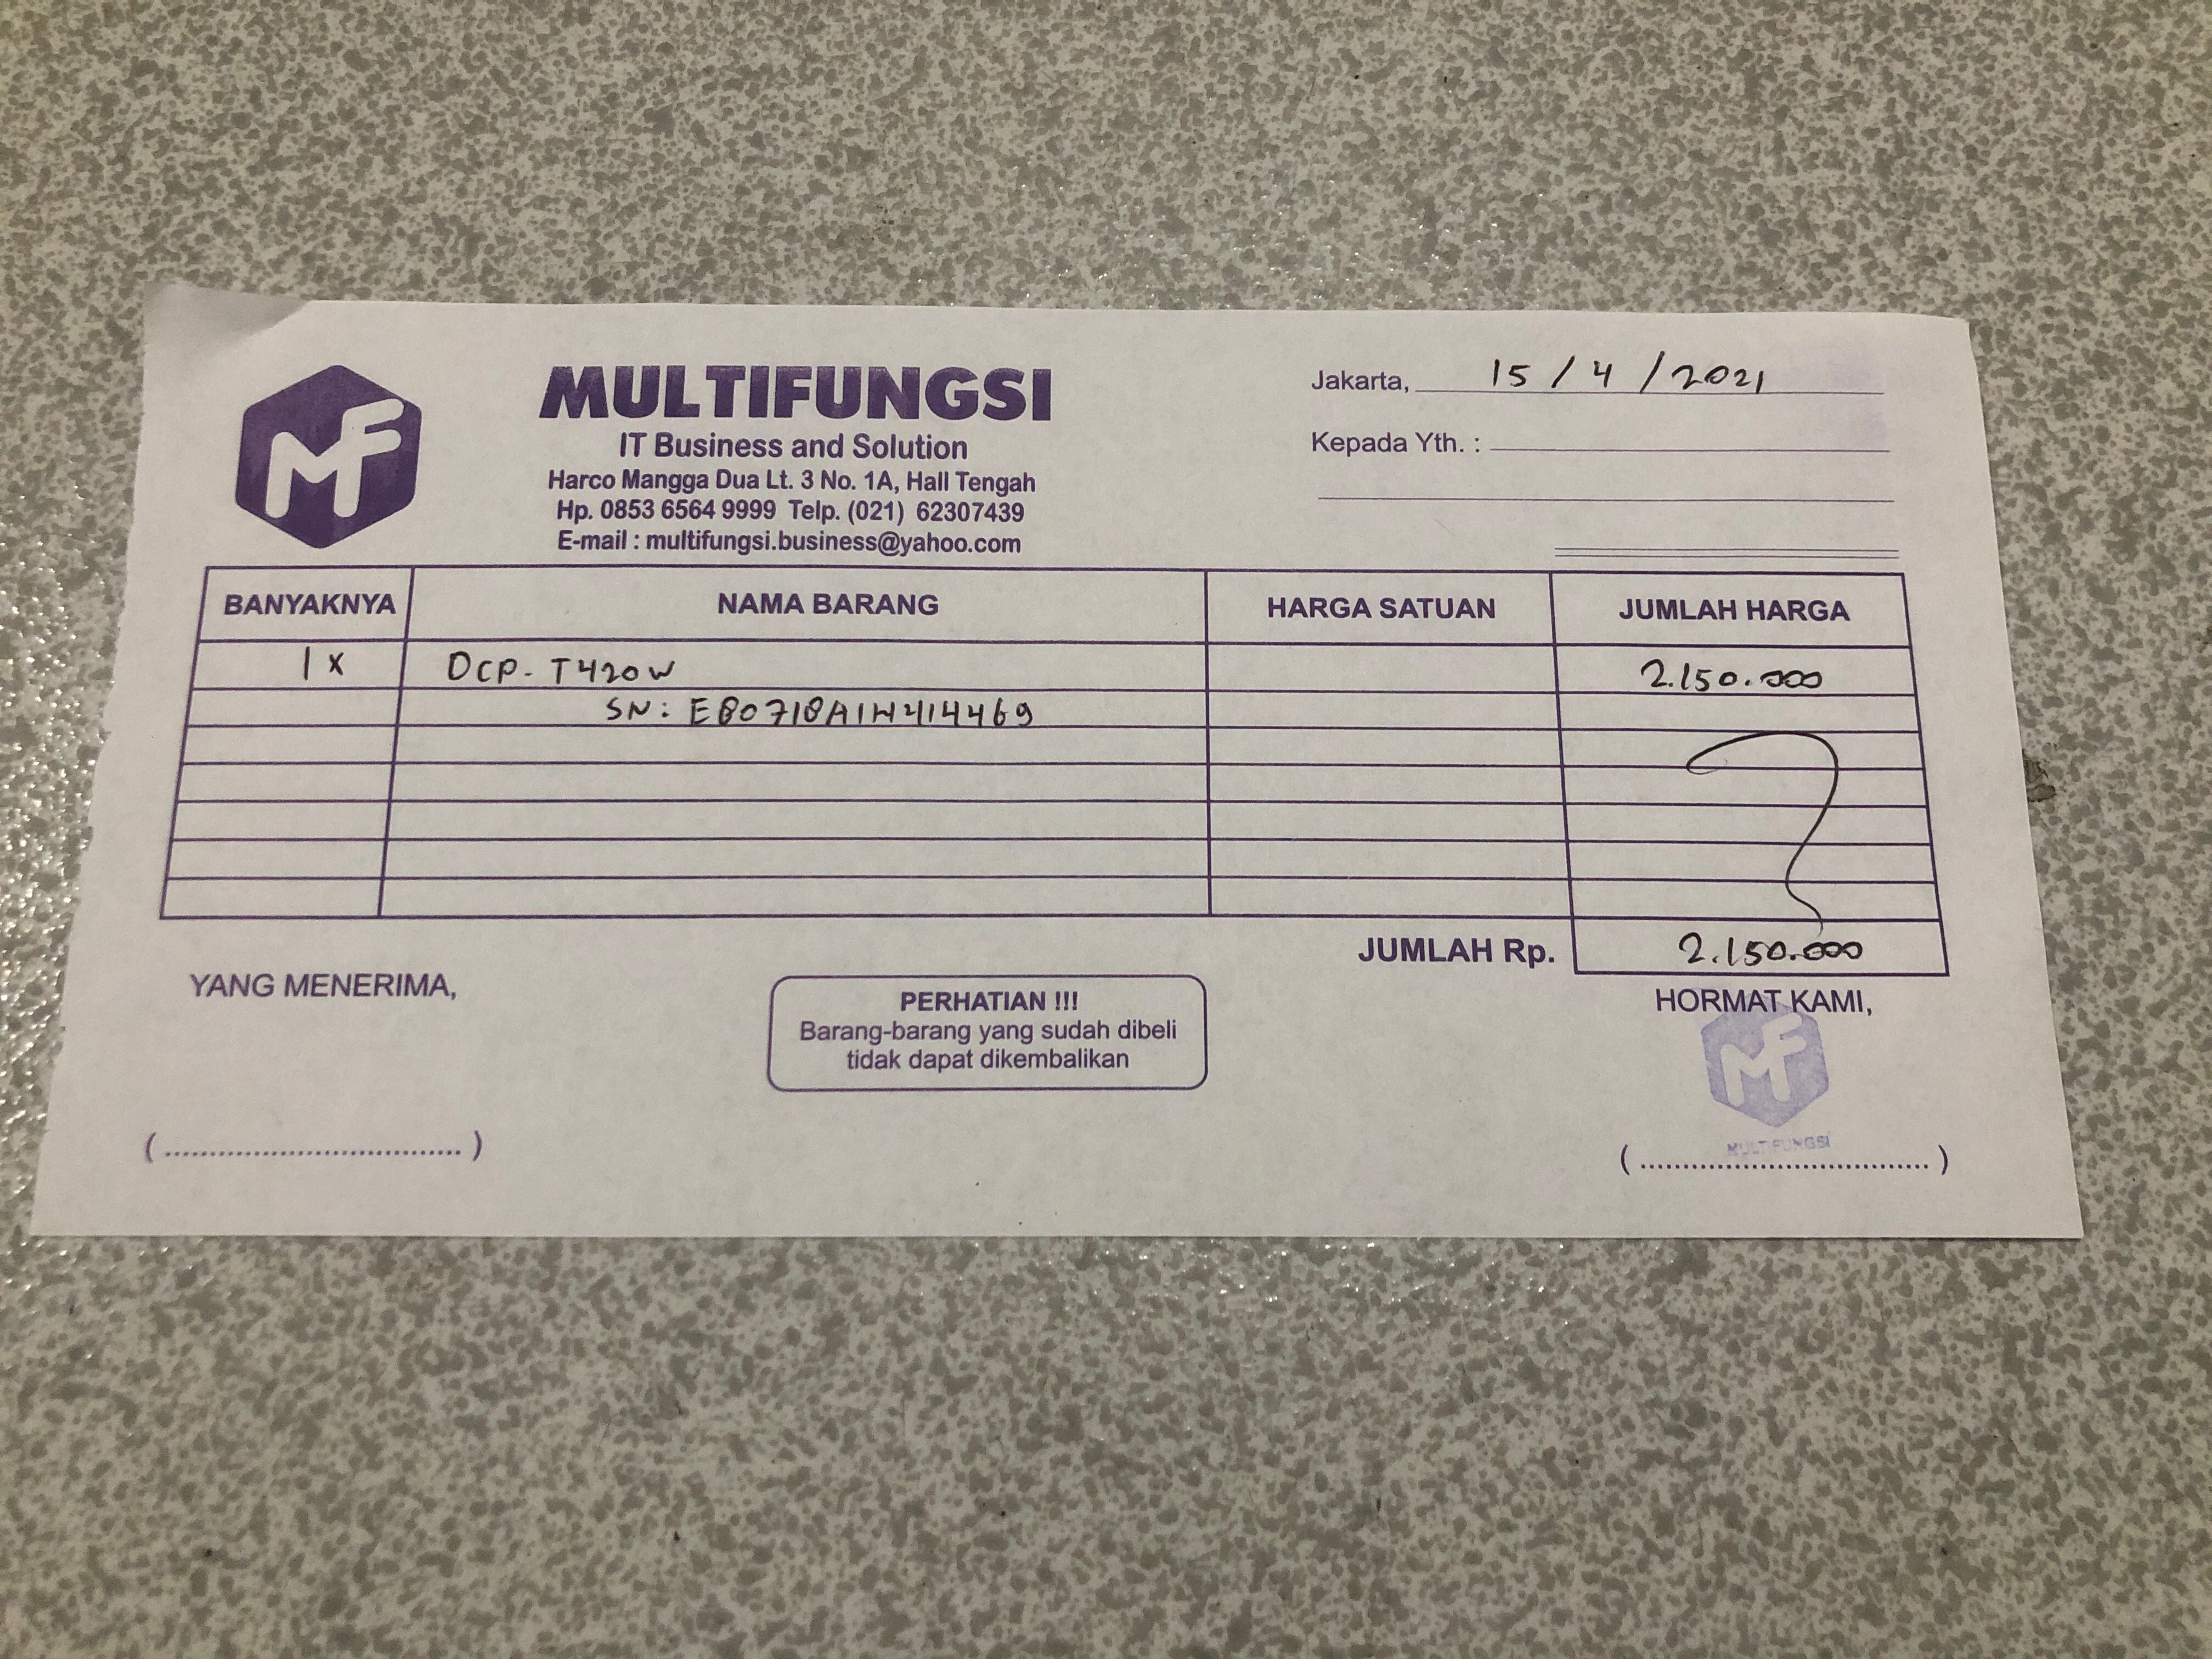 MF
MULTIFUNGSI
IT Business and Solution
Harco Mangga Dua Lt. 3 No. 1A, Hall Tengah
Hp. 0853 6564 9999 Telp. (021) 62307439
E-mail : multifungsi.business@yahoo.com
Jakarta, 15 / 4 / 2021
Kepada Yth. :
BANYAKNYA NAMA BARANG HARGA SATUAN JUMLAH HARGA
1 x DCP-T420W 2.150.000
SN: E80718A1H214469
JUMLAH Rp. 2.150.000
YANG MENERIMA,
PERHATIAN !!!
Barang-barang yang sudah dibeli
tidak dapat dikembalikan
HORMAT KAMI,
MF
MULTIFUNGSI
(....................................) (....................................)